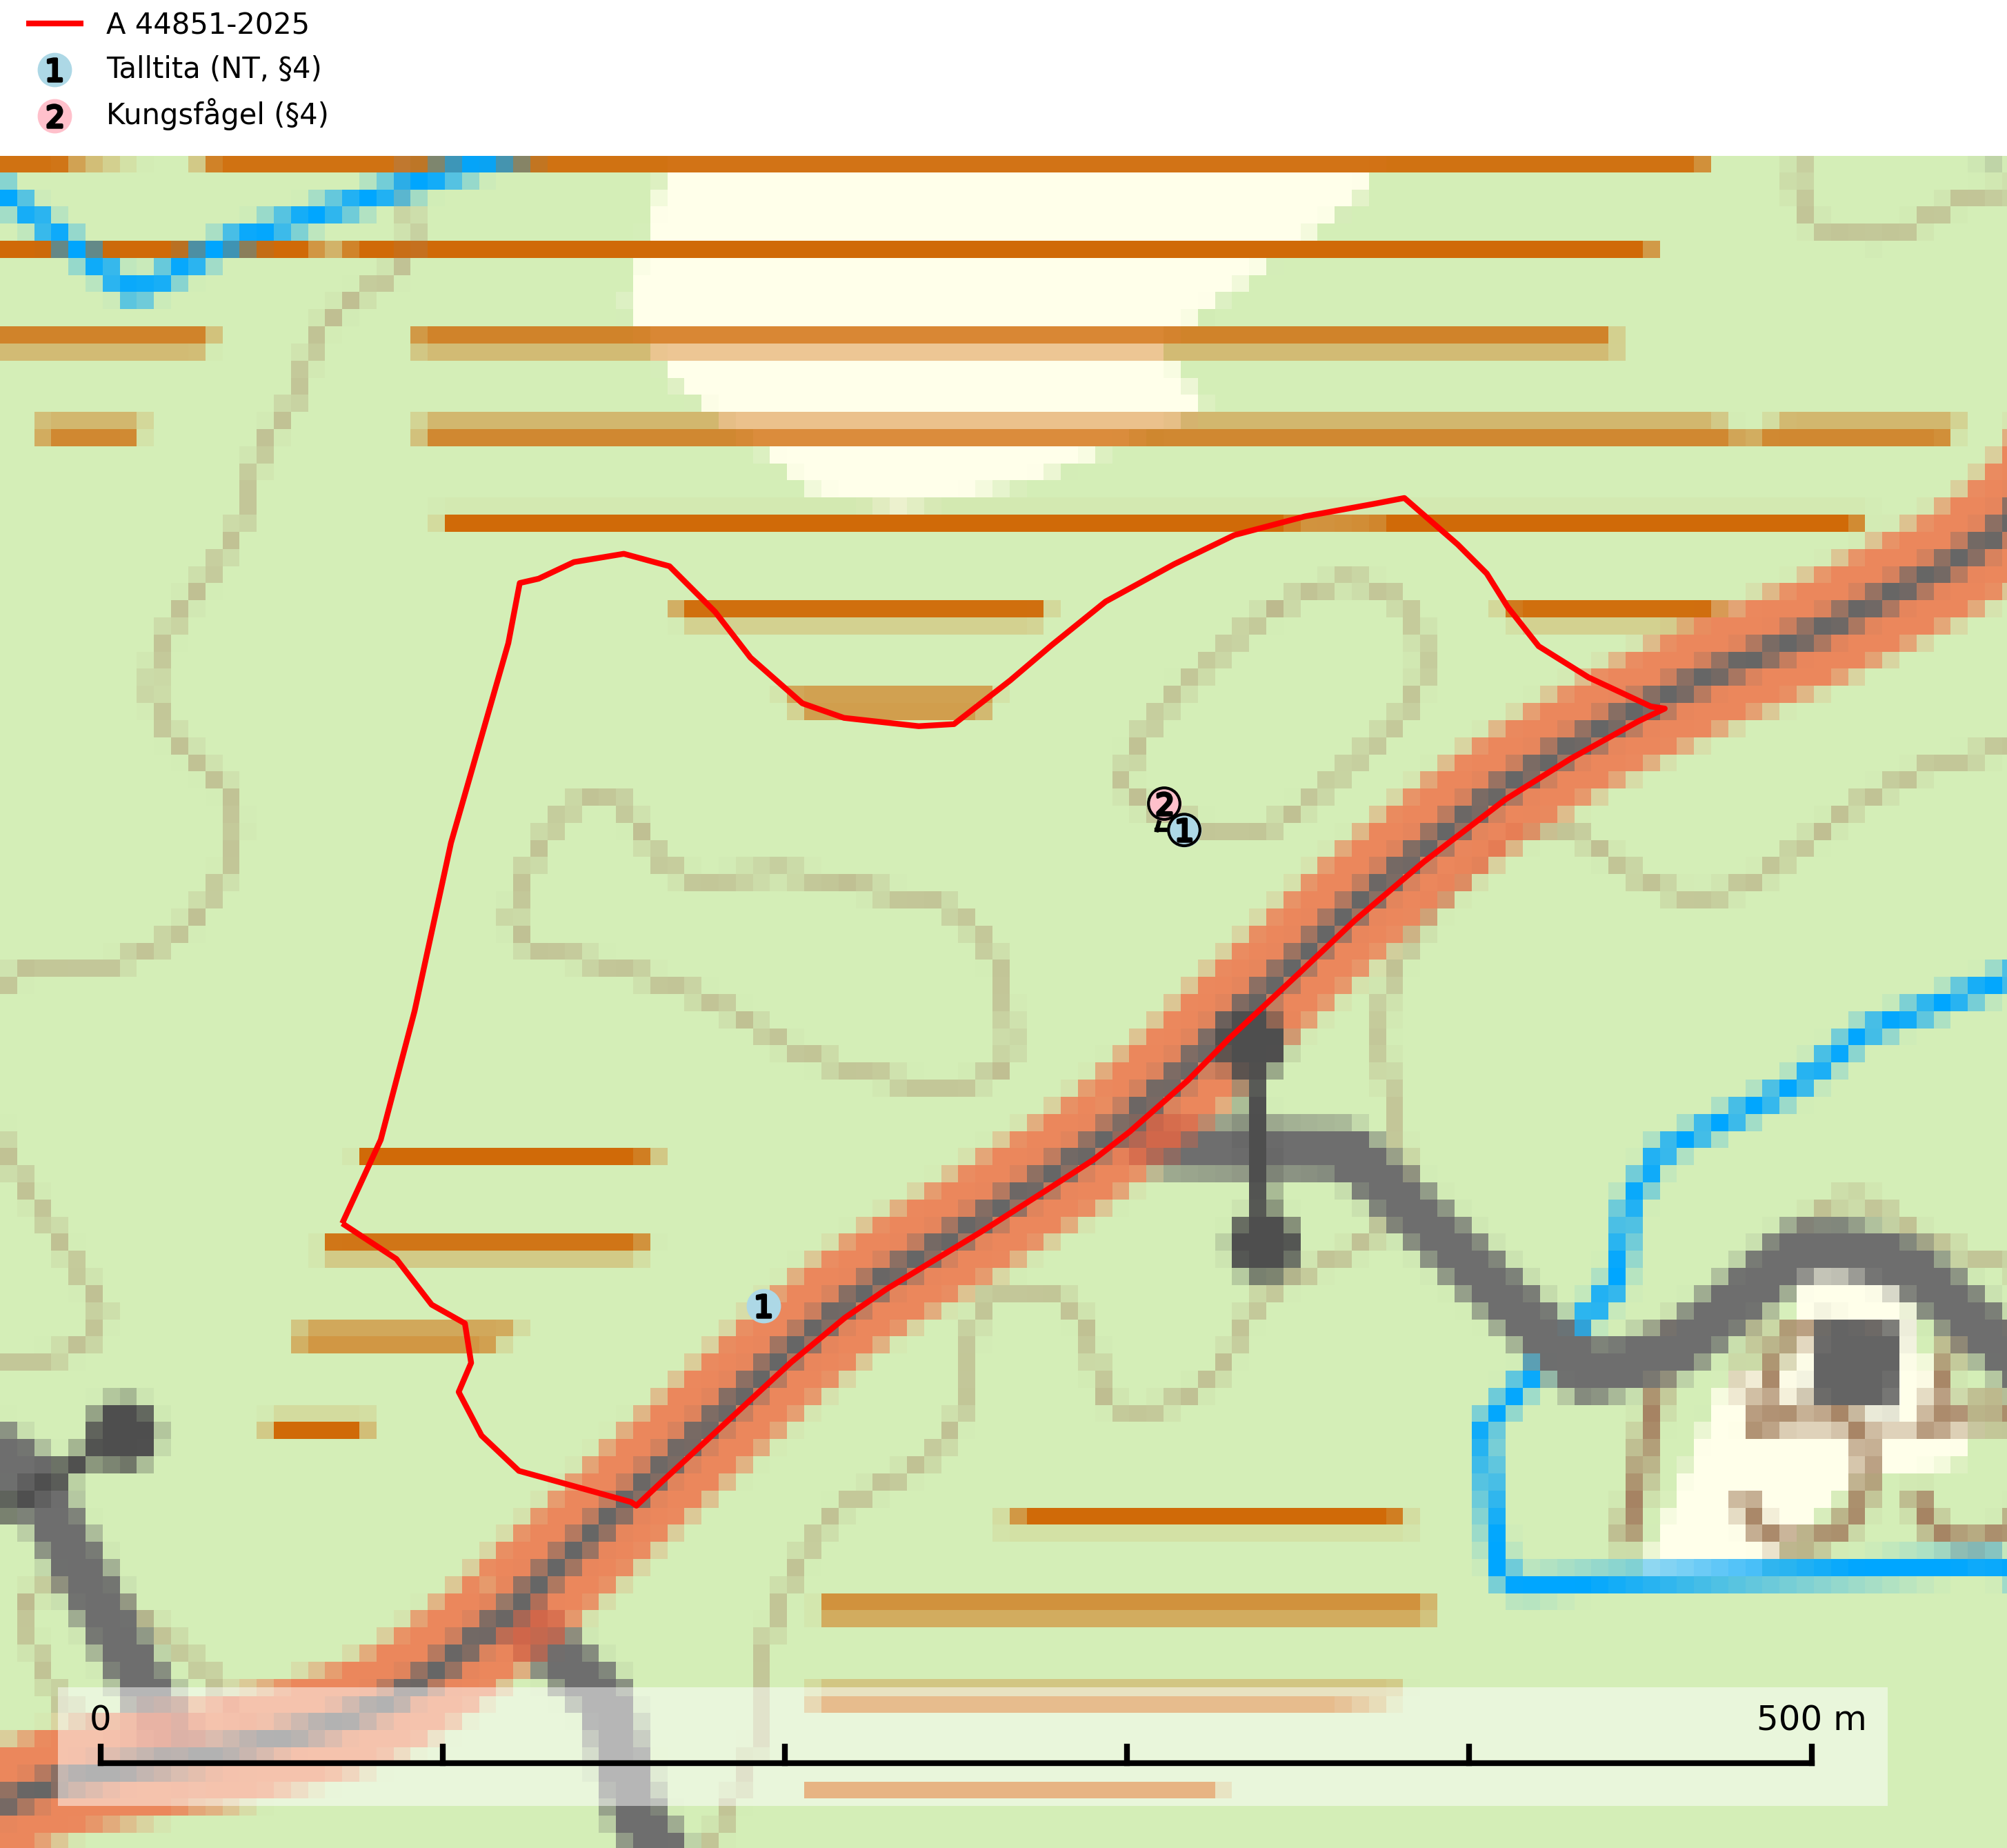 A 44851-2025
1 Talltita (NT, §4)
2 Kungsfågel (§4)
2
1
1
0 500 m